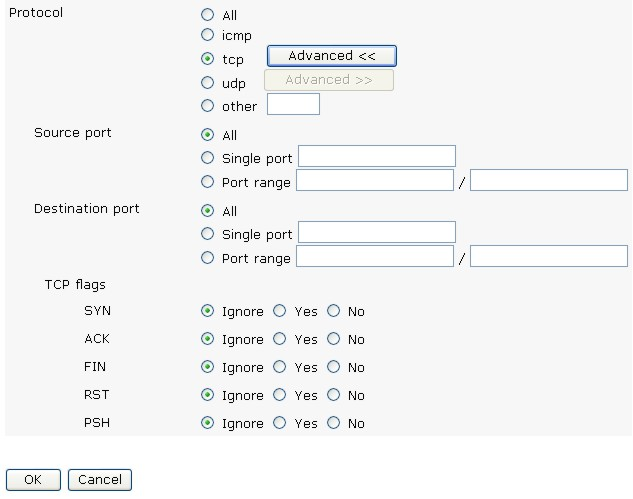 Protocol All
icmp
tcp Advanced <<
udp Advanced >>
other
Source port All
Single port
Port range /
Destination port All
Single port
Port range /
TCP flags
SYN Ignore Yes No
ACK Ignore Yes No
FIN Ignore Yes No
RST Ignore Yes No
PSH Ignore Yes No
OK Cancel